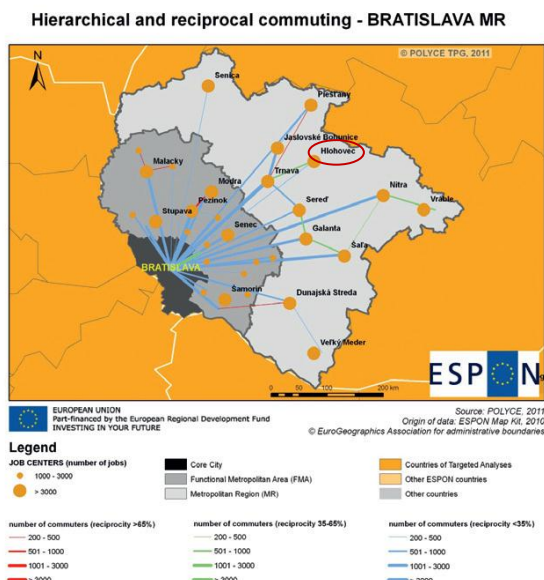 Hierarchical and reciprocal commuting - BRATISLAVA MR
© POLYCE TPG, 2011
N
Senica
Piešťany
Jaslovské Bohunice
Hlohovec
Malacky
Trnava
Modra
Nitra
Pezinok
Vráble
Stupava
Sereď
Senec
Galanta
Šaľa
BRATISLAVA
Šamorín
Dunajská Streda
Veľký Meder
ESPON
0 50 100 200 km
EUROPEAN UNION
Part-financed by the European Regional Development Fund
INVESTING IN YOUR FUTURE
Source: POLYCE, 2011
Origin of data: ESPON Map Kit, 2010
© EuroGeographics Association for administrative boundaries
Legend
JOB CENTERS (number of jobs)
1000 - 3000
> 3000
Core City
Functional Metropolitan Area (FMA)
Metropolitan Region (MR)
Countries of Targeted Analyses
Other ESPON countries
Other countries
number of commuters (reciprocity >65%)
200 - 500
501 - 1000
1001 - 3000
> 3000
number of commuters (reciprocity 35-65%)
200 - 500
501 - 1000
1001 - 3000
> 3000
number of commuters (reciprocity <35%)
200 - 500
501 - 1000
1001 - 3000
> 3000